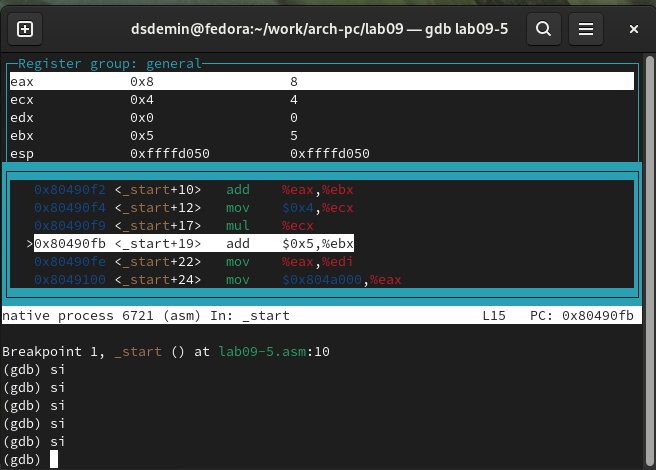 dsdemin@fedora:~/work/arch-pc/lab09 — gdb lab09-5
Register group: general
eax 0x8 8
ecx 0x4 4
edx 0x0 0
ebx 0x5 5
esp 0xffffd050 0xffffd050
0x80490f2 <_start+10> add %eax,%ebx
0x80490f4 <_start+12> mov $0x4,%ecx
0x80490f9 <_start+17> mul %ecx
>0x80490fb <_start+19> add $0x5,%ebx
0x80490fe <_start+22> mov %eax,%edi
0x8049100 <_start+24> mov $0x804a000,%eax
native process 6721 (asm) In: _start L15 PC: 0x80490fb
Breakpoint 1, _start () at lab09-5.asm:10
(gdb) si
(gdb) si
(gdb) si
(gdb) si
(gdb) si
(gdb)